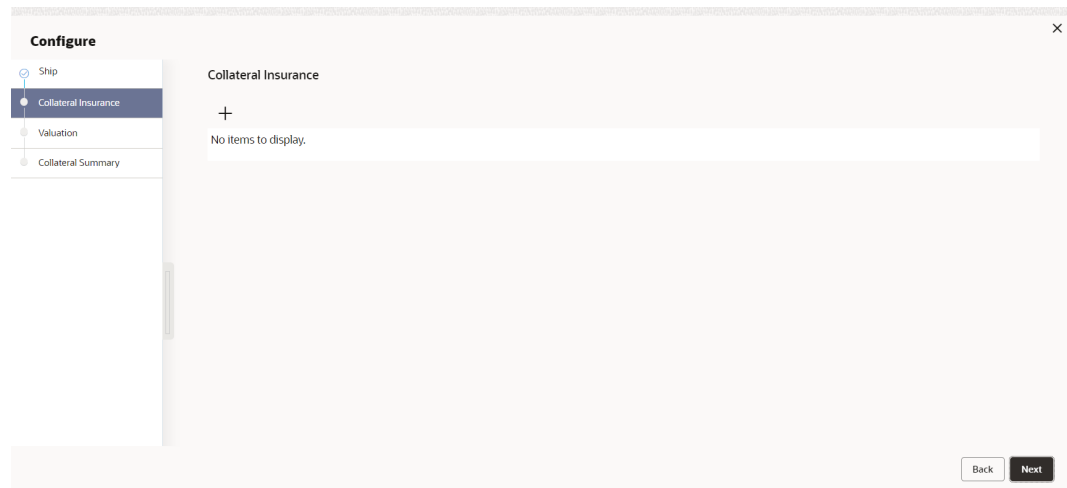 Configure
Ship
Collateral Insurance
Valuation
Collateral Summary
Collateral Insurance
No items to display.
Back
Next